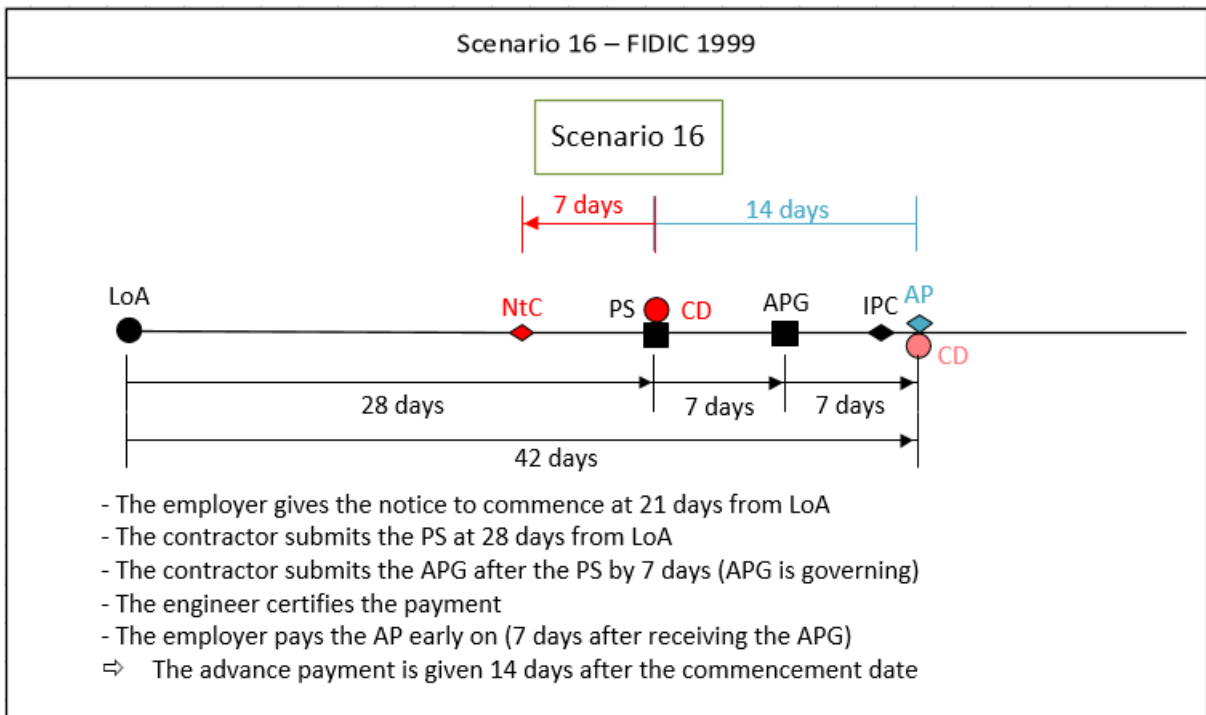 Scenario 16 – FIDIC 1999
Scenario 16
7 days
14 days
LoA
NtC
PS
CD
APG
IPC
AP
CD
28 days
7 days
7 days
42 days
- The employer gives the notice to commence at 21 days from LoA
- The contractor submits the PS at 28 days from LoA
- The contractor submits the APG after the PS by 7 days (APG is governing)
- The engineer certifies the payment
- The employer pays the AP early on (7 days after receiving the APG)
⇨ The advance payment is given 14 days after the commencement date